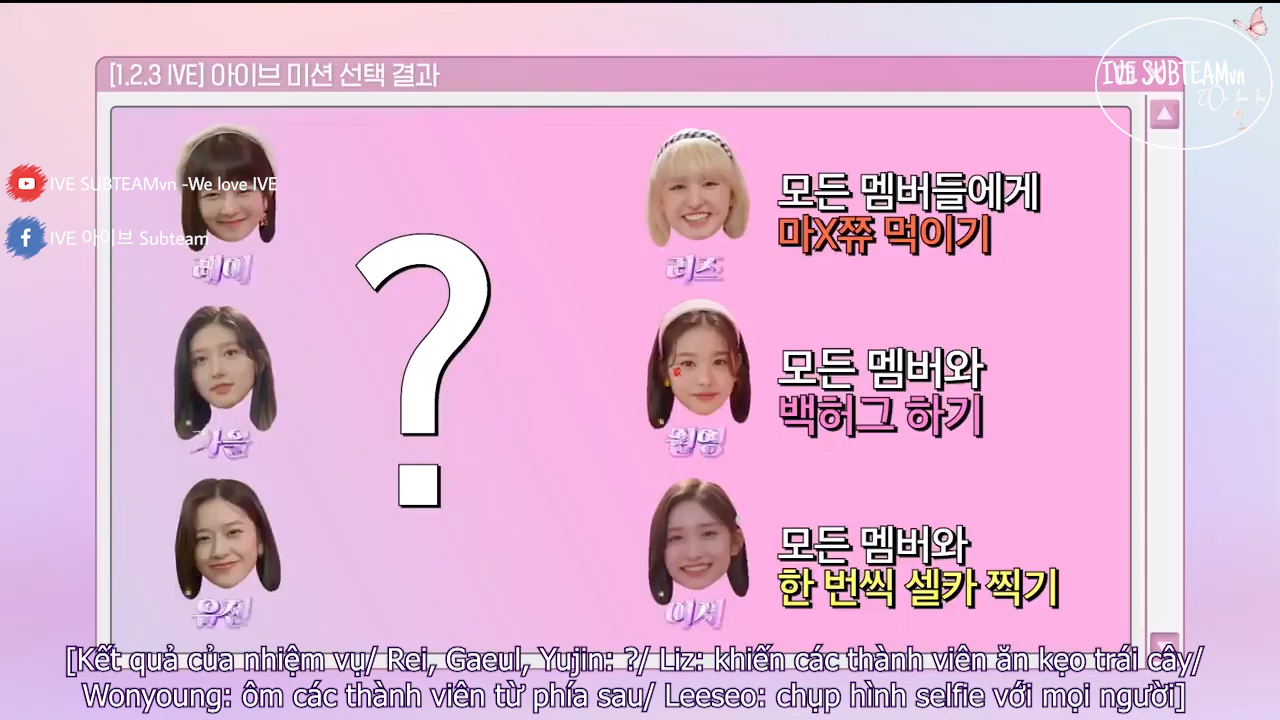 [1.2.3 IVE] 아이브 미션 선택 결과
IVE SUBTEAMvn
We love Ive
IVE SUBTEAMvn -We love IVE
IVE 아이브 Subteam
레이
?
리즈
모든 멤버들에게
마X쮸 먹이기
가을
원영
모든 멤버와
백허그 하기
유진
이서
모든 멤버와
한 번씩 셀카 찍기
[Kết quả của nhiệm vụ/ Rei, Gaeul, Yujin: ?/ Liz: khiến các thành viên ăn kẹo trái cây/
Wonyoung: ôm các thành viên từ phía sau/ Leeseo: chụp hình selfie với mọi người]